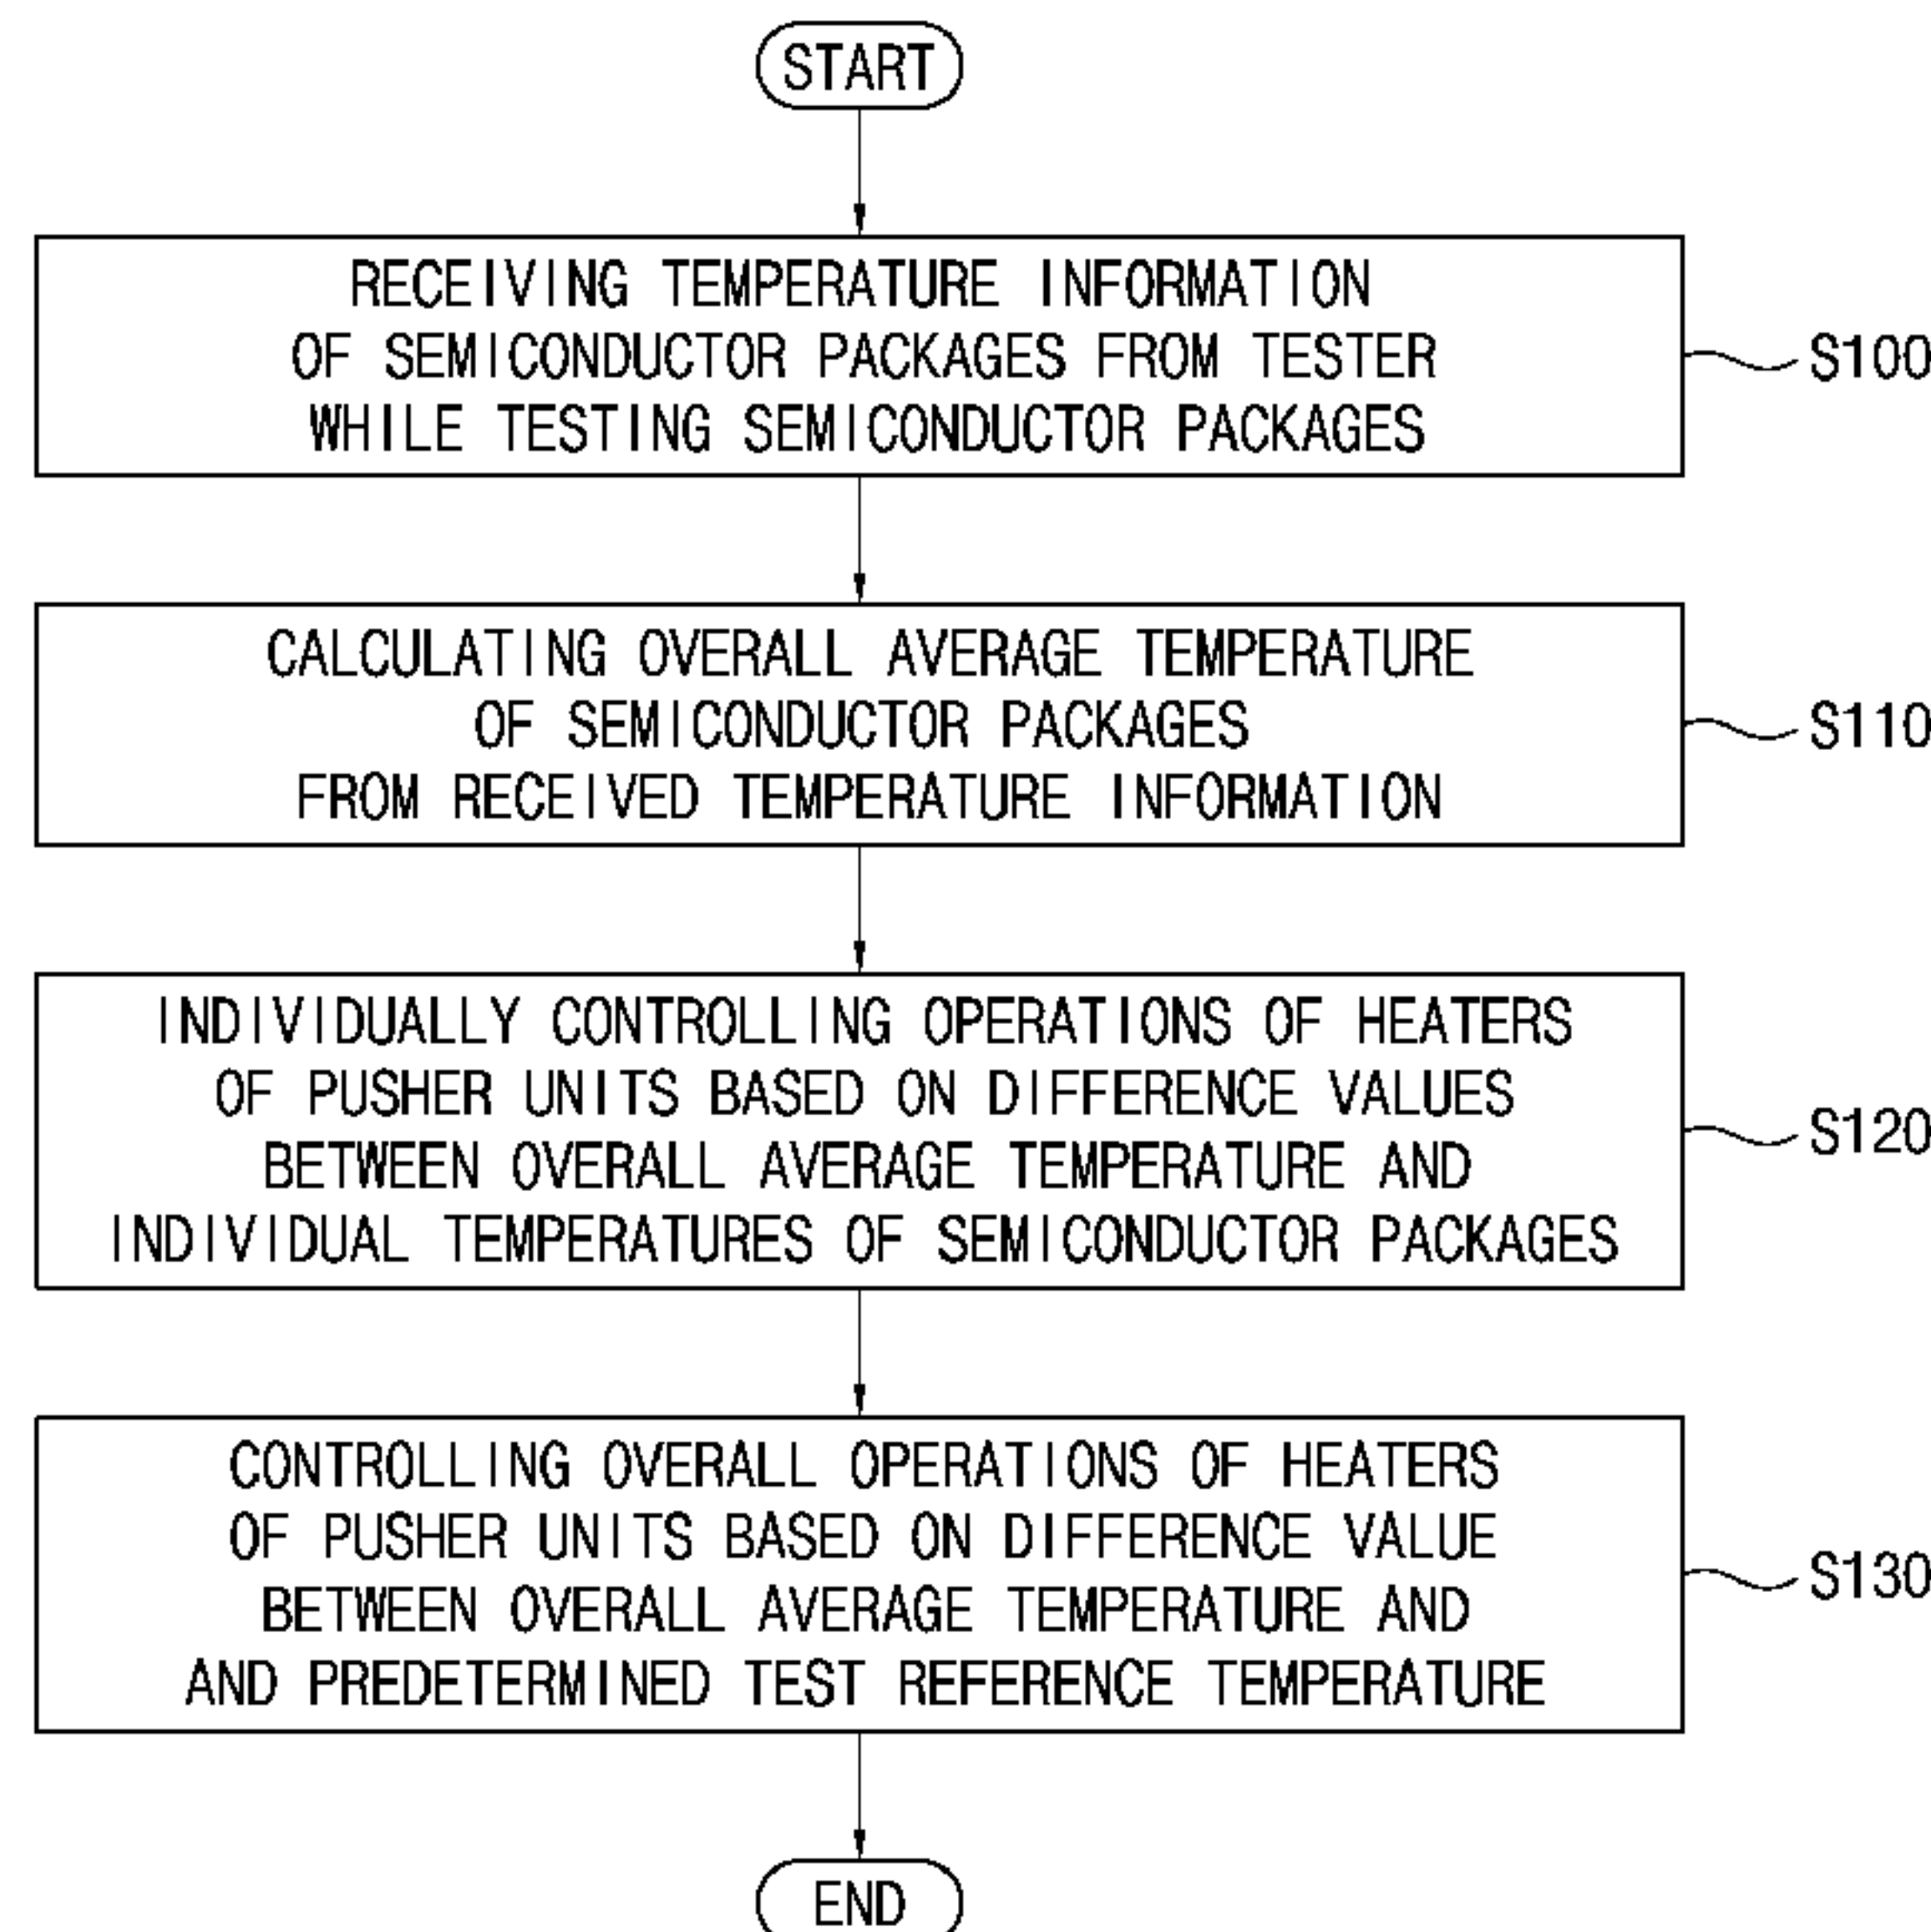 START
RECEIVING TEMPERATURE INFORMATION
OF SEMICONDUCTOR PACKAGES FROM TESTER
WHILE TESTING SEMICONDUCTOR PACKAGES
S100
CALCULATING OVERALL AVERAGE TEMPERATURE
OF SEMICONDUCTOR PACKAGES
FROM RECEIVED TEMPERATURE INFORMATION
S110
INDIVIDUALLY CONTROLLING OPERATIONS OF HEATERS
OF PUSHER UNITS BASED ON DIFFERENCE VALUES
BETWEEN OVERALL AVERAGE TEMPERATURE AND
INDIVIDUAL TEMPERATURES OF SEMICONDUCTOR PACKAGES
S120
CONTROLLING OVERALL OPERATIONS OF HEATERS
OF PUSHER UNITS BASED ON DIFFERENCE VALUE
BETWEEN OVERALL AVERAGE TEMPERATURE AND
AND PREDETERMINED TEST REFERENCE TEMPERATURE
S130
END